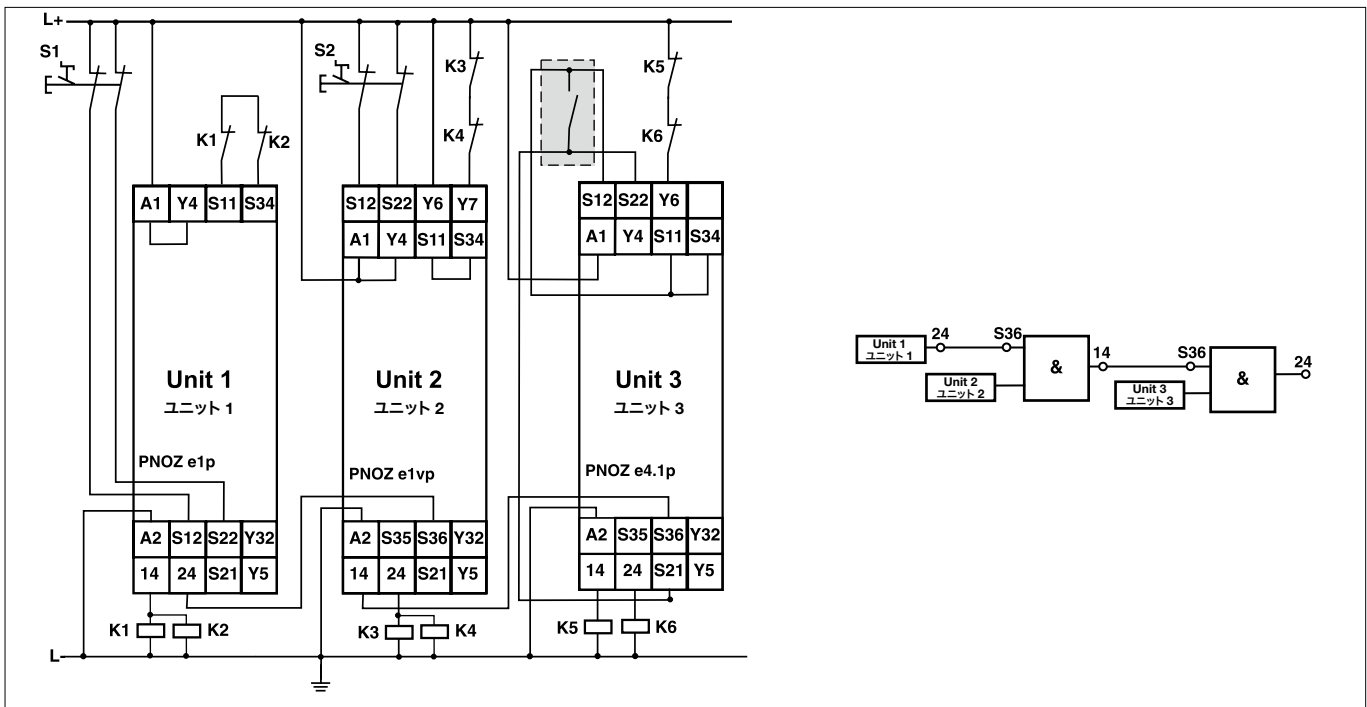 L+
S1
K1
K2
A1 Y4 S11 S34
Unit 1
ユニット 1
PNOZ e1p
A2 S12 S22 Y32
14 24 S21 Y5
K1
K2
L-
S2
K3
K4
S12 S22 Y6 Y7
A1 Y4 S11 S34
Unit 2
ユニット 2
PNOZ e1vp
A2 S35 S36 Y32
14 24 S21 Y5
K3
K4
K5
K6
S12 S22 Y6
A1 Y4 S11 S34
Unit 3
ユニット 3
PNOZ e4.1p
A2 S35 S36 Y32
14 24 S21 Y5
K5
K6
Unit 1
ユニット 1
24
S36
Unit 2
ユニット 2
&
14
S36
Unit 3
ユニット 3
&
24